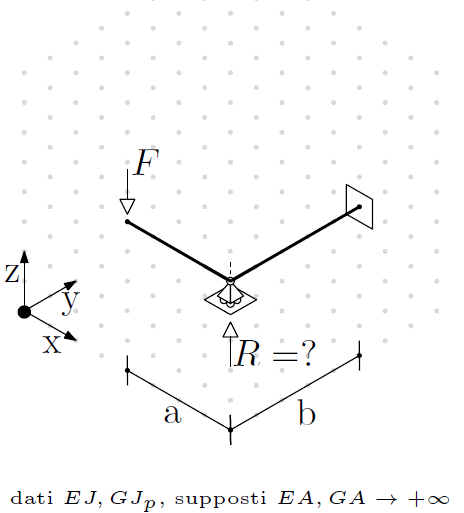 F
z
y
x
R =?
a
b
dati EJ, GJₚ, supposti EA, GA → +∞